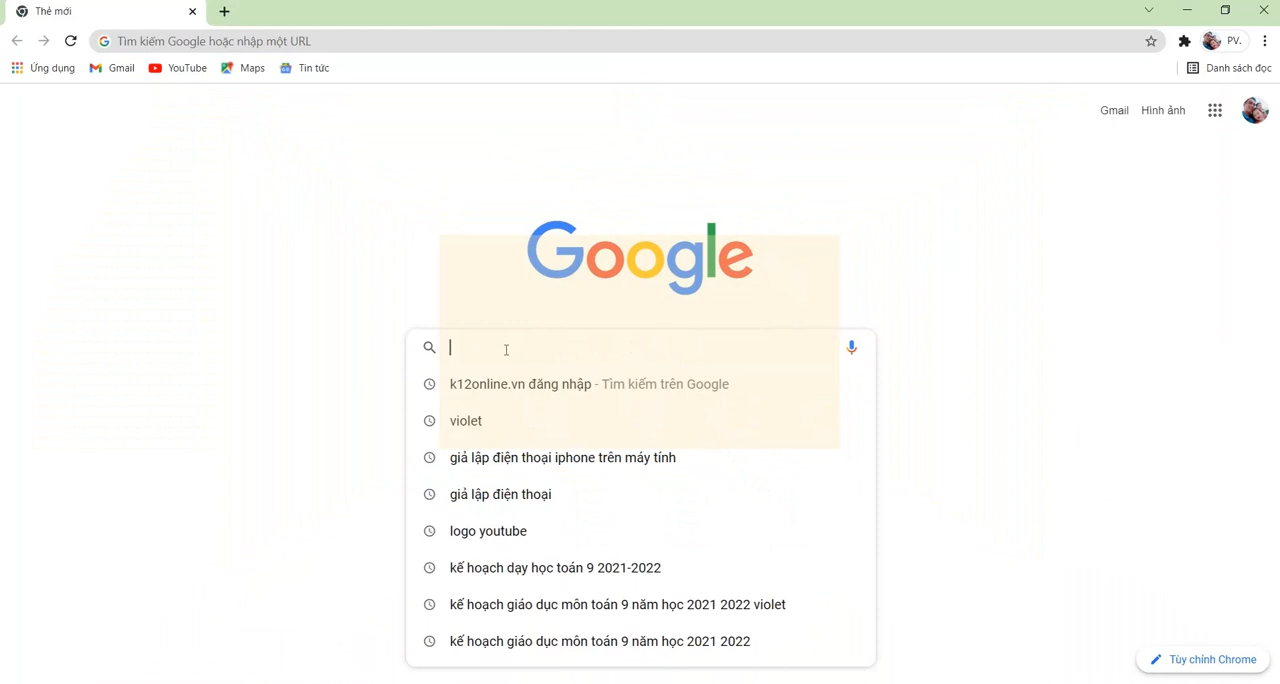 Thẻ mới
Tìm kiếm Google hoặc nhập một URL
PV.
Ứng dụng Gmail YouTube Maps Tin tức Danh sách đọc
Gmail Hình ảnh
Google
k12online.vn đăng nhập - Tìm kiếm trên Google
violet
giả lập điện thoại iphone trên máy tính
giả lập điện thoại
logo youtube
kế hoạch dạy học toán 9 2021-2022
kế hoạch giáo dục môn toán 9 năm học 2021 2022 violet
kế hoạch giáo dục môn toán 9 năm học 2021 2022
Tùy chỉnh Chrome